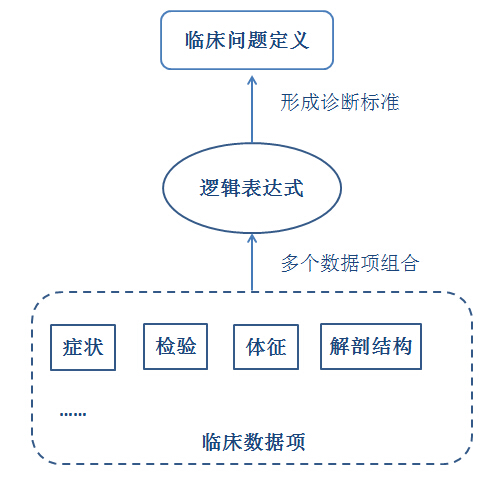 临床问题定义
形成诊断标准
逻辑表达式
多个数据项组合
症状
检验
体征
解剖结构
……
临床数据项